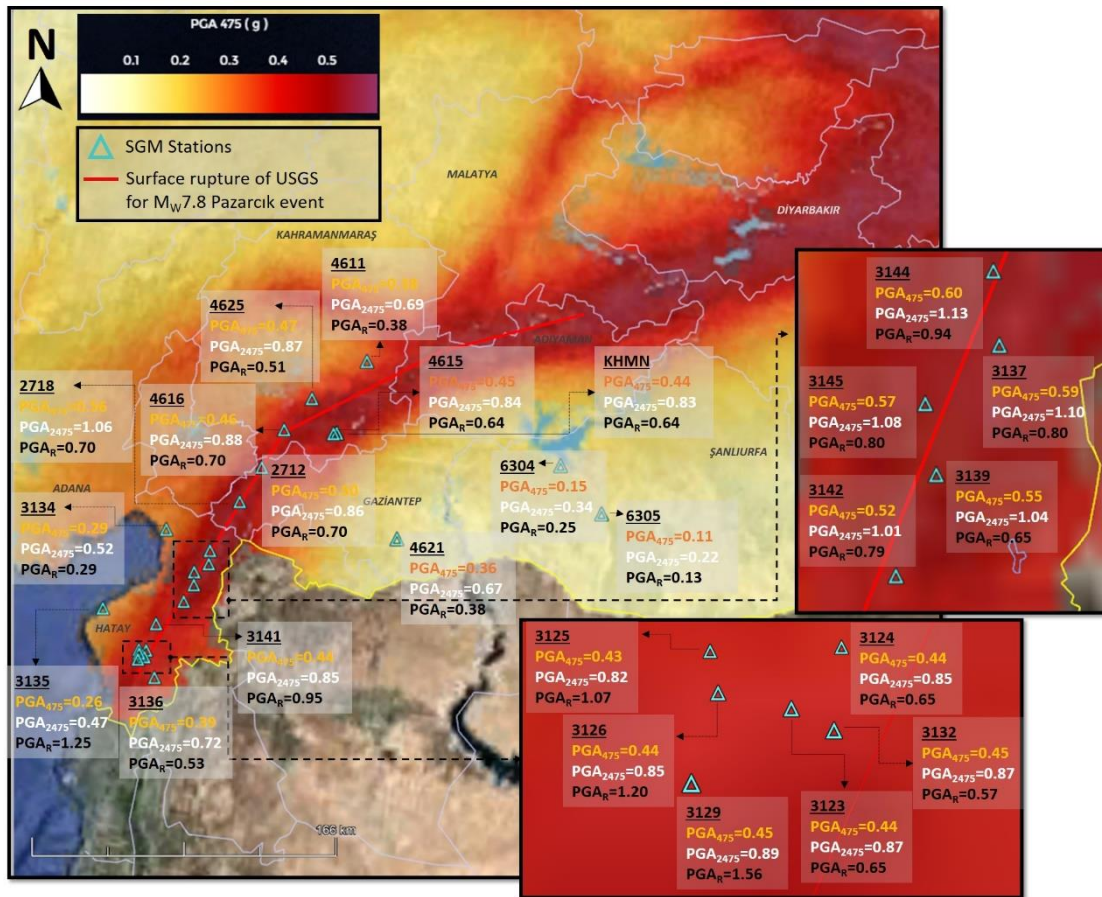 PGA 475 ( g )
0.1 0.2 0.3 0.4 0.5
N
SGM Stations
Surface rupture of USGS
for MW7.8 Pazarcık event
MALATYA
DİYARBAKIR
KAHRAMANMARAŞ
ADIYAMAN
ŞANLIURFA
GAZİANTEP
ADANA
HATAY
4611
PGA2475=0.69
PGAR=0.38
4625
PGA475=0.47
PGA2475=0.87
PGAR=0.51
2718
PGA2475=1.06
PGAR=0.70
4616
PGA475=0.46
PGA2475=0.88
PGAR=0.70
4615
PGA475=0.45
PGA2475=0.84
PGAR=0.64
KHMN
PGA475=0.44
PGA2475=0.83
PGAR=0.64
2712
PGA2475=0.86
PGAR=0.70
6304
PGA475=0.15
PGA2475=0.34
PGAR=0.25
6305
PGA475=0.11
PGA2475=0.22
PGAR=0.13
3134
PGA475=0.29
PGA2475=0.52
PGAR=0.29
4621
PGA475=0.36
PGA2475=0.67
PGAR=0.38
3141
PGA475=0.44
PGA2475=0.85
PGAR=0.95
3135
PGA475=0.26
PGA2475=0.47
PGAR=1.25
3136
PGA475=0.39
PGA2475=0.72
PGAR=0.53
166 km
3144
PGA475=0.60
PGA2475=1.13
PGAR=0.94
3137
PGA475=0.59
PGA2475=1.10
PGAR=0.80
3145
PGA475=0.57
PGA2475=1.08
PGAR=0.80
3139
PGA475=0.55
PGA2475=1.04
PGAR=0.65
3142
PGA475=0.52
PGA2475=1.01
PGAR=0.79
3125
PGA475=0.43
PGA2475=0.82
PGAR=1.07
3124
PGA475=0.44
PGA2475=0.85
PGAR=0.65
3126
PGA475=0.44
PGA2475=0.85
PGAR=1.20
3132
PGA475=0.45
PGA2475=0.87
PGAR=0.57
3129
PGA475=0.45
PGA2475=0.89
PGAR=1.56
3123
PGA475=0.44
PGA2475=0.87
PGAR=0.65